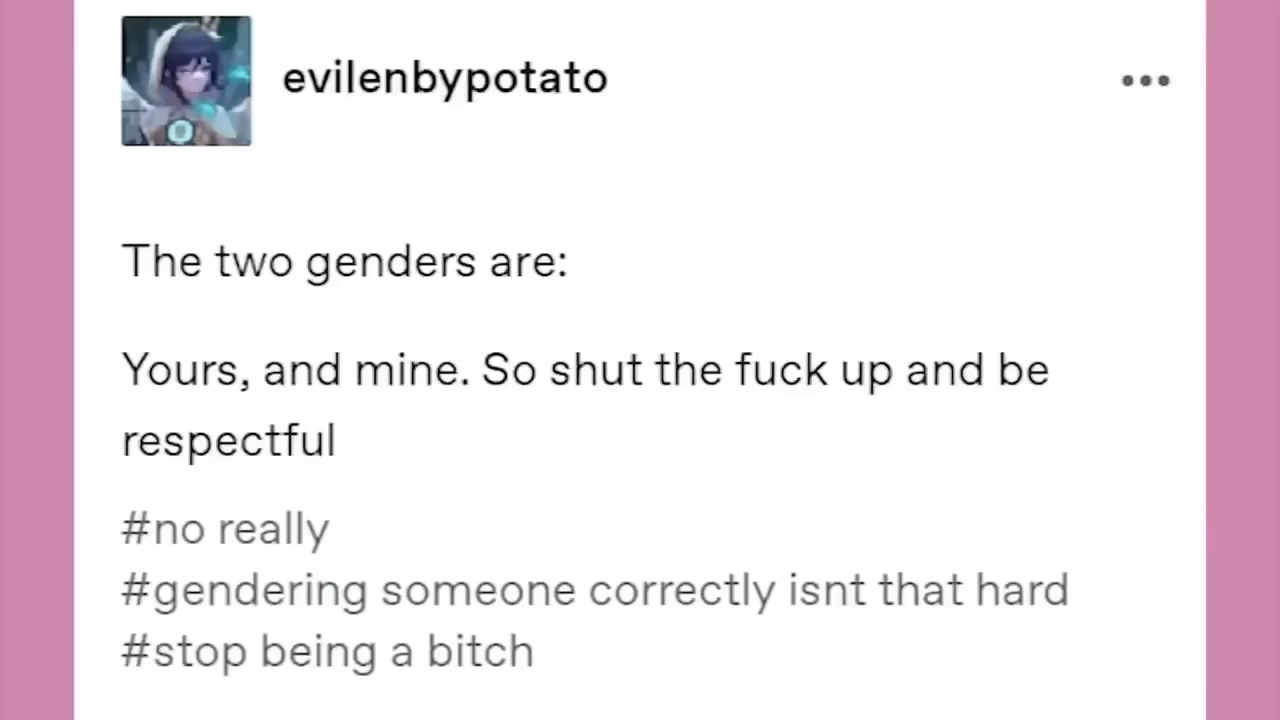 evilenbypotato
The two genders are:
Yours, and mine. So shut the fuck up and be
respectful
#no really
#gendering someone correctly isnt that hard
#stop being a bitch